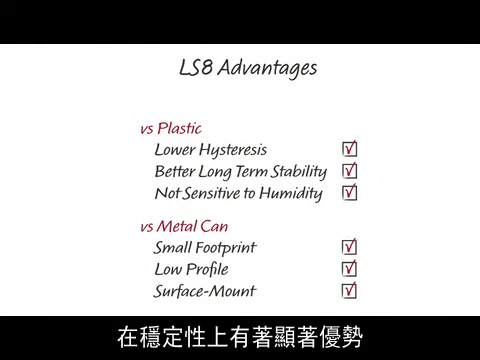 LS8 Advantages
vs Plastic
Lower Hysteresis
Better Long Term Stability
Not Sensitive to Humidity
vs Metal Can
Small Footprint
Low Profile
Surface-Mount
在穩定性上有著顯著優勢